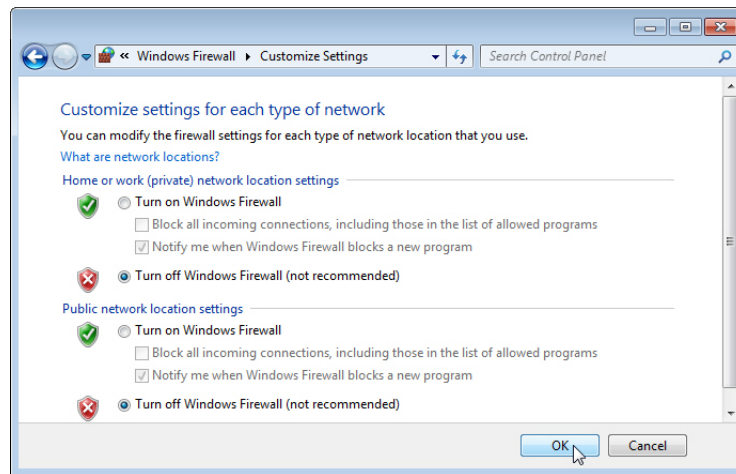 « Windows Firewall ▸ Customize Settings
Search Control Panel
Customize settings for each type of network
You can modify the firewall settings for each type of network location that you use.
What are network locations?
Home or work (private) network location settings
Turn on Windows Firewall
Block all incoming connections, including those in the list of allowed programs
Notify me when Windows Firewall blocks a new program
Turn off Windows Firewall (not recommended)
Public network location settings
Turn on Windows Firewall
Block all incoming connections, including those in the list of allowed programs
Notify me when Windows Firewall blocks a new program
Turn off Windows Firewall (not recommended)
OK
Cancel